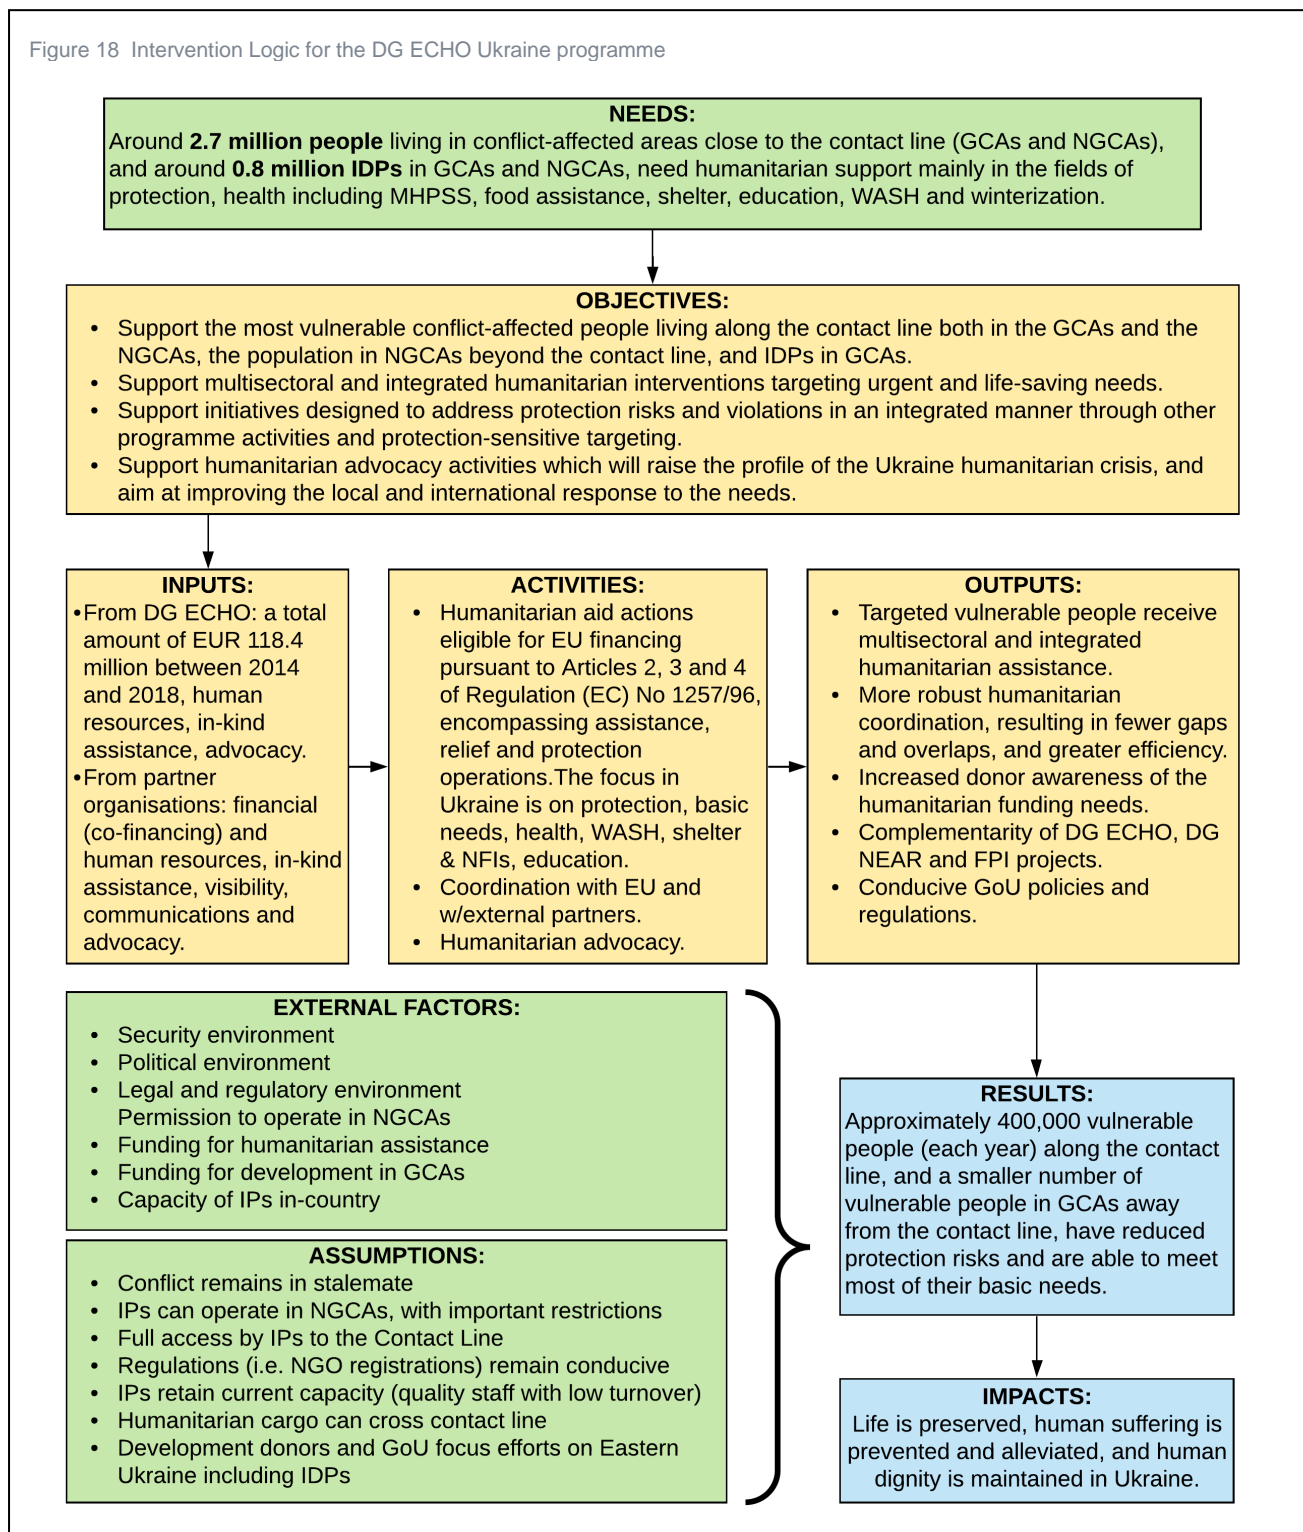 Figure 18  Intervention Logic for the DG ECHO Ukraine programme
NEEDS:
Around 2.7 million people living in conflict-affected areas close to the contact line (GCAs and NGCAs),
and around 0.8 million IDPs in GCAs and NGCAs, need humanitarian support mainly in the fields of
protection, health including MHPSS, food assistance, shelter, education, WASH and winterization.
OBJECTIVES:
• Support the most vulnerable conflict-affected people living along the contact line both in the GCAs and the
NGCAs, the population in NGCAs beyond the contact line, and IDPs in GCAs.
• Support multisectoral and integrated humanitarian interventions targeting urgent and life-saving needs.
• Support initiatives designed to address protection risks and violations in an integrated manner through other
programme activities and protection-sensitive targeting.
• Support humanitarian advocacy activities which will raise the profile of the Ukraine humanitarian crisis, and
aim at improving the local and international response to the needs.
INPUTS:
•From DG ECHO: a total
amount of EUR 118.4
million between 2014
and 2018, human
resources, in-kind
assistance, advocacy.
•From partner
organisations: financial
(co-financing) and
human resources, in-kind
assistance, visibility,
communications and
advocacy.
ACTIVITIES:
• Humanitarian aid actions
eligible for EU financing
pursuant to Articles 2, 3 and 4
of Regulation (EC) No 1257/96,
encompassing assistance,
relief and protection
operations.The focus in
Ukraine is on protection, basic
needs, health, WASH, shelter
& NFIs, education.
• Coordination with EU and
w/external partners.
• Humanitarian advocacy.
OUTPUTS:
• Targeted vulnerable people receive
multisectoral and integrated
humanitarian assistance.
• More robust humanitarian
coordination, resulting in fewer gaps
and overlaps, and greater efficiency.
• Increased donor awareness of the
humanitarian funding needs.
• Complementarity of DG ECHO, DG
NEAR and FPI projects.
• Conducive GoU policies and
regulations.
EXTERNAL FACTORS:
• Security environment
• Political environment
• Legal and regulatory environment
Permission to operate in NGCAs
• Funding for humanitarian assistance
• Funding for development in GCAs
• Capacity of IPs in-country
ASSUMPTIONS:
• Conflict remains in stalemate
• IPs can operate in NGCAs, with important restrictions
• Full access by IPs to the Contact Line
• Regulations (i.e. NGO registrations) remain conducive
• IPs retain current capacity (quality staff with low turnover)
• Humanitarian cargo can cross contact line
• Development donors and GoU focus efforts on Eastern
Ukraine including IDPs
RESULTS:
Approximately 400,000 vulnerable
people (each year) along the contact
line, and a smaller number of
vulnerable people in GCAs away
from the contact line, have reduced
protection risks and are able to meet
most of their basic needs.
IMPACTS:
Life is preserved, human suffering is
prevented and alleviated, and human
dignity is maintained in Ukraine.